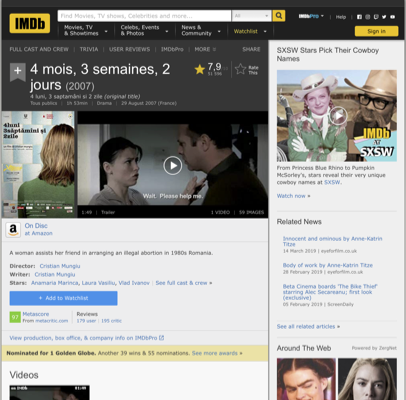 IMDb
Find Movies, TV shows, Celebrities and more...
All
Movies, TV & Showtimes
Celebs, Events & Photos
News & Community
Watchlist
IMDbPro
Help
Sign in
FULL CAST AND CREW | TRIVIA | USER REVIEWS | IMDbPro | MORE
SHARE
4 mois, 3 semaines, 2 jours (2007)
4 luni, 3 saptamâni si 2 zile (original title)
Tous publics | 1h 53min | Drama | 29 August 2007 (France)
7,9
Rate This
4luni
3săptămâni
și 2zile
Wait. Please help me.
1:49 | Trailer
1 VIDEO | 59 IMAGES
On Disc
at Amazon
A woman assists her friend in arranging an illegal abortion in 1980s Romania.
Director: Cristian Mungiu
Writer: Cristian Mungiu
Stars: Anamaria Marinca, Laura Vasiliu, Vlad Ivanov | See full cast & crew »
+ Add to Watchlist
97
Metascore
From metacritic.com
Reviews
179 user | 195 critic
View production, box office, & company info on IMDbPro
Nominated for 1 Golden Globe. Another 39 wins & 55 nominations. See more awards »
Videos
SXSW Stars Pick Their Cowboy Names
IMDb
at
SXSW
From Princess Blue Rhino to Pumpkin McSorley's, stars reveal their very unique cowboy names at SXSW.
Watch now »
Related News
Innocent and ominous by Anne-Katrin Titze
14 March 2019 | eyeforfilm.co.uk
Body of work by Anne-Katrin Titze
28 February 2019 | eyeforfilm.co.uk
Beta Cinema boards 'The Bike Thief' starring Alec Secareanu; first look (exclusive)
05 February 2019 | ScreenDaily
See all related articles »
Around The Web
Powered by ZergNet